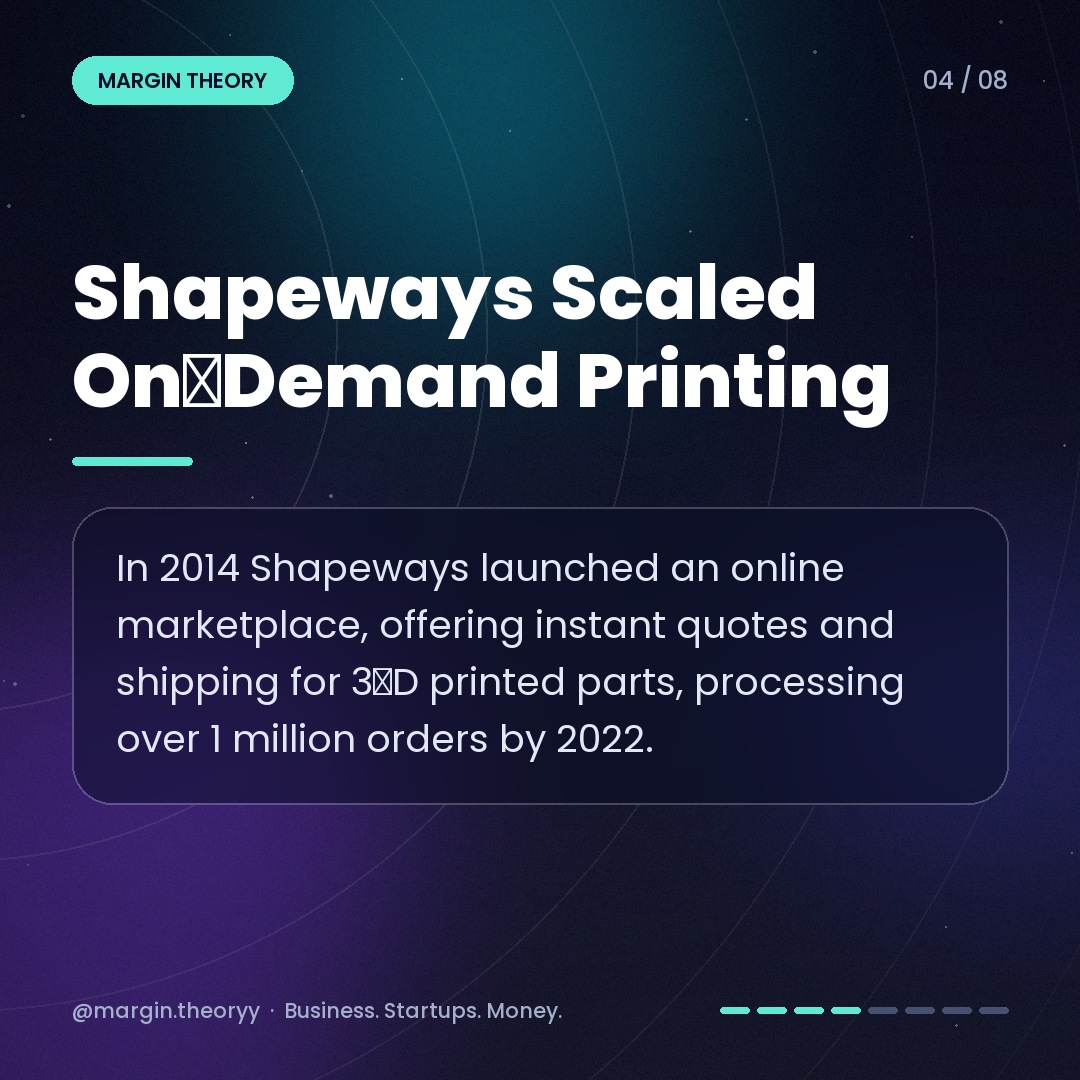 MARGIN THEORY
04 / 08
Shapeways Scaled
On☒Demand Printing
In 2014 Shapeways launched an online
marketplace, offering instant quotes and
shipping for 3☒D printed parts, processing
over 1 million orders by 2022.
@margin.theoryy · Business. Startups. Money.